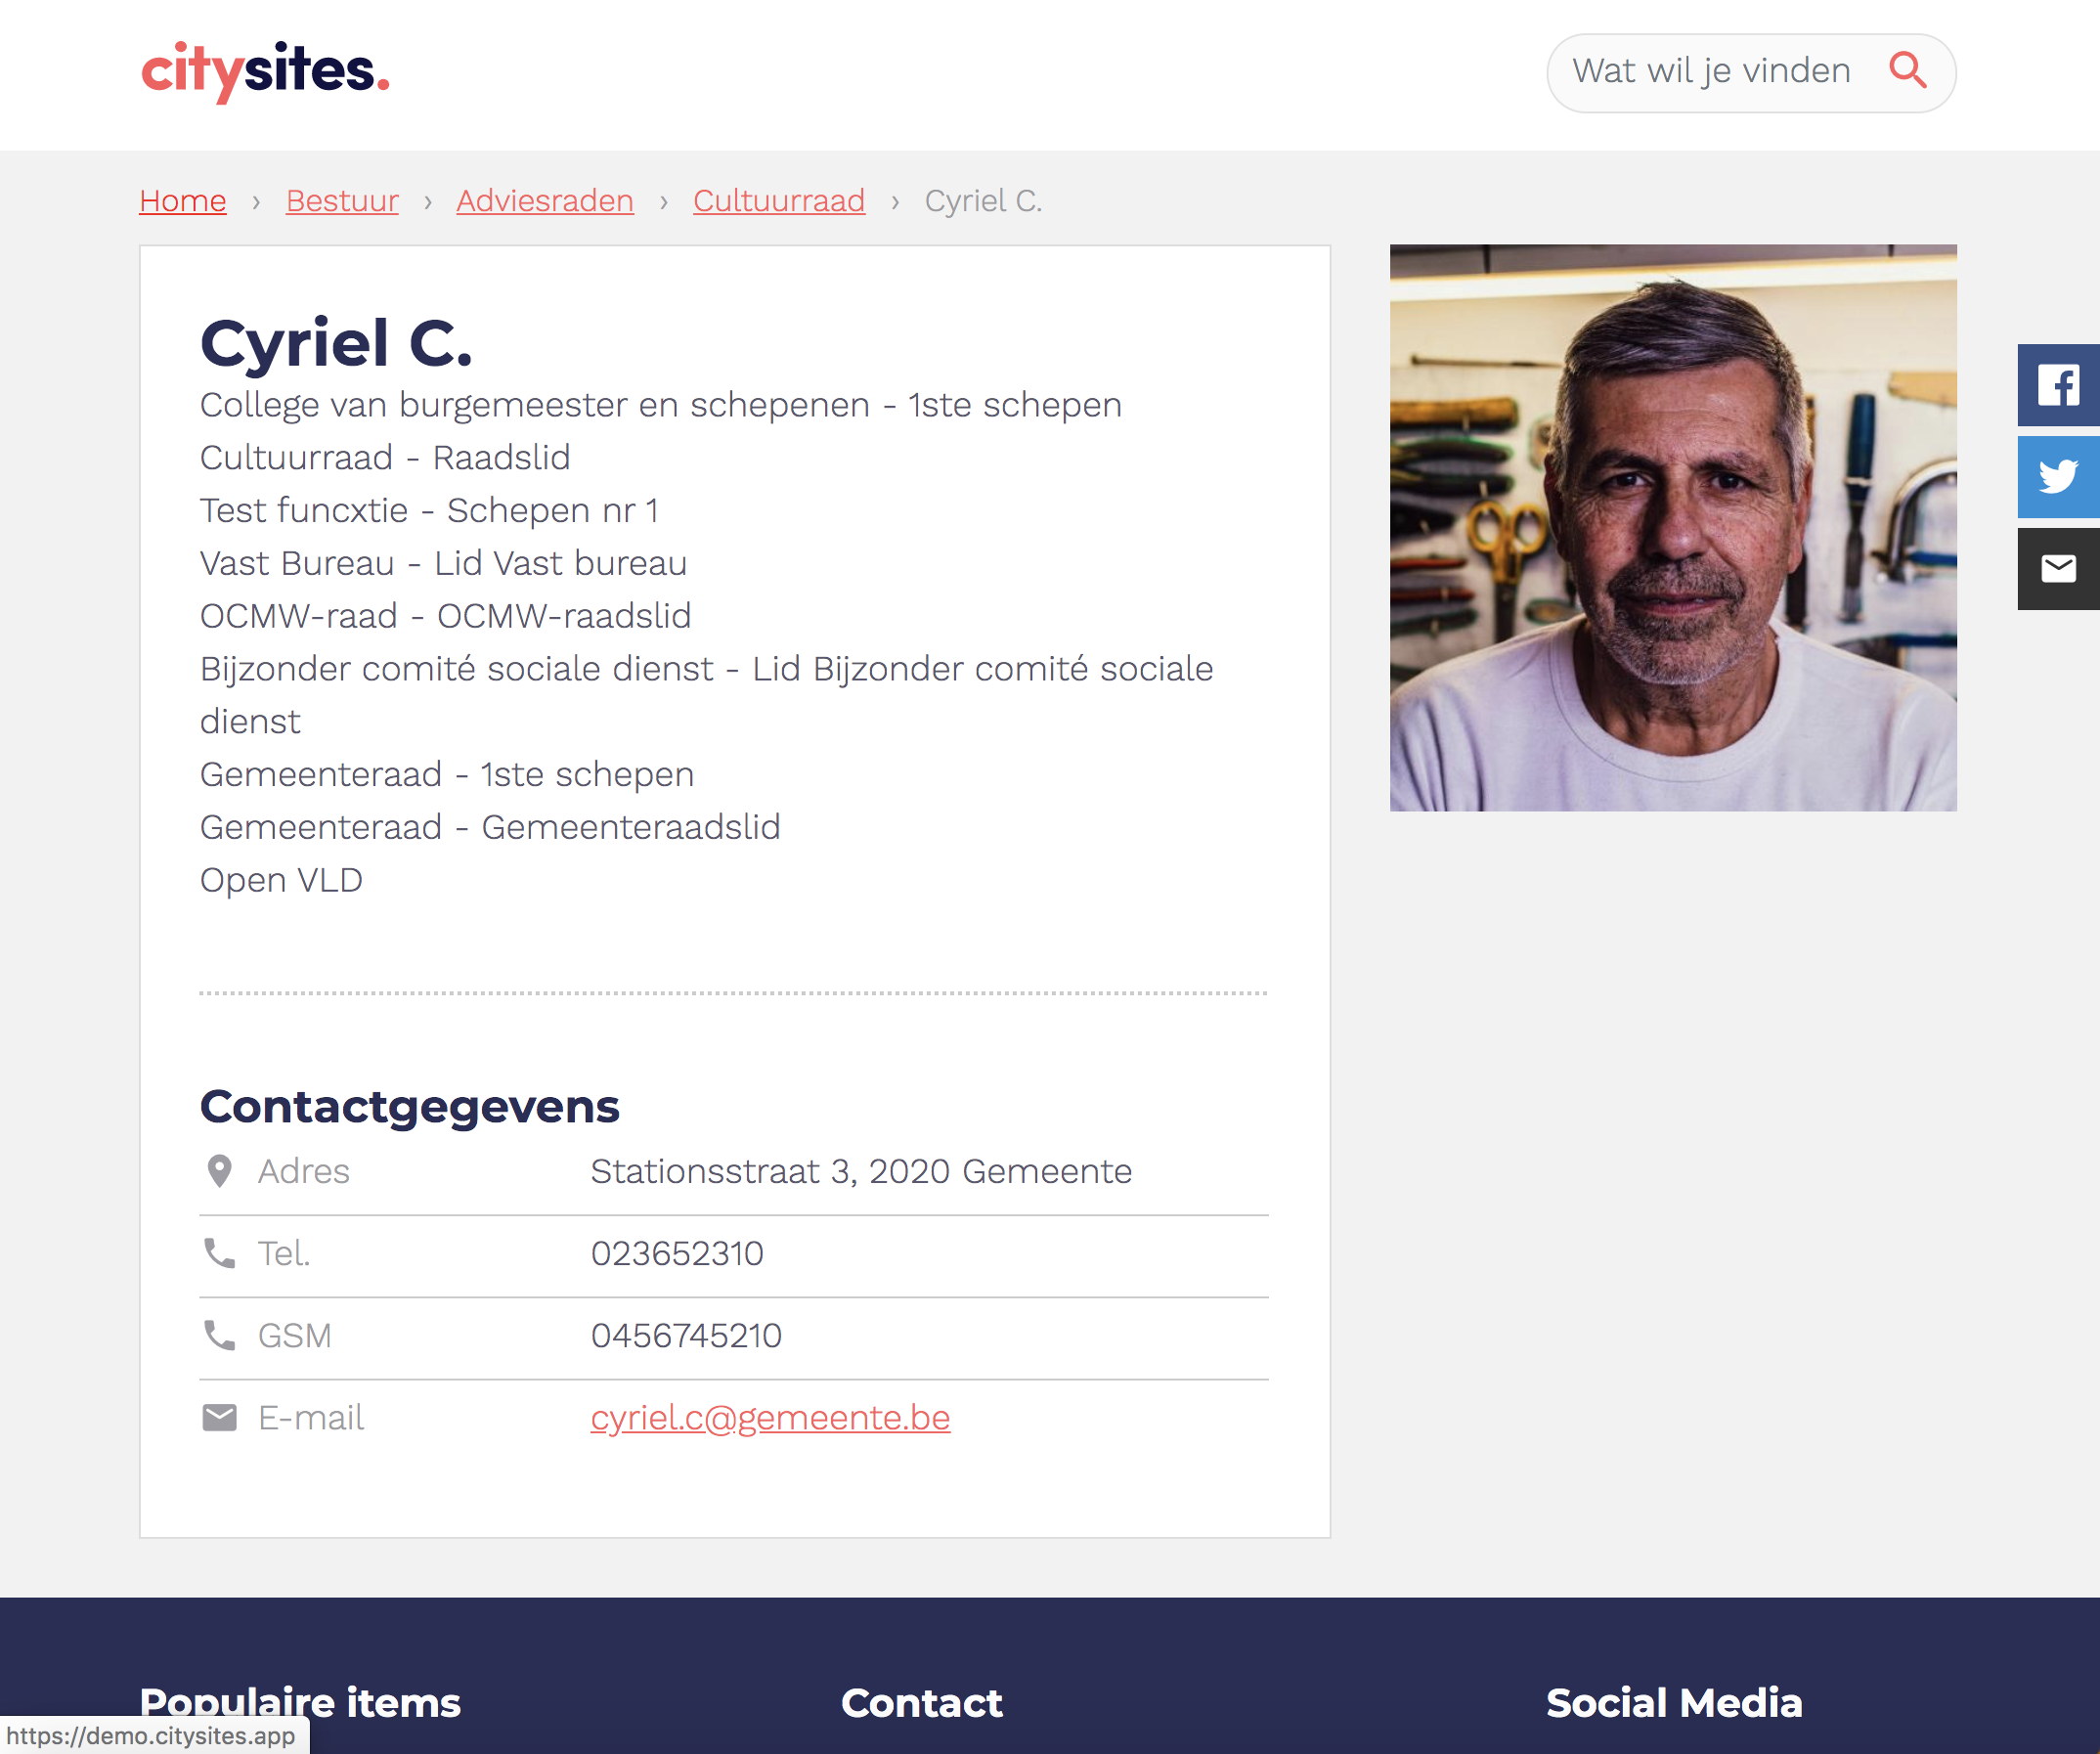 citysites.
Wat wil je vinden
Home › Bestuur › Adviesraden › Cultuurraad › Cyriel C.
Cyriel C.
College van burgemeester en schepenen - 1ste schepen
Cultuurraad - Raadslid
Test funcxtie - Schepen nr 1
Vast Bureau - Lid Vast bureau
OCMW-raad - OCMW-raadslid
Bijzonder comité sociale dienst - Lid Bijzonder comité sociale
dienst
Gemeenteraad - 1ste schepen
Gemeenteraad - Gemeenteraadslid
Open VLD
Contactgegevens
Adres Stationsstraat 3, 2020 Gemeente
Tel. 023652310
GSM 0456745210
E-mail cyriel.c@gemeente.be
Populaire items Contact Social Media
https://demo.citysites.app